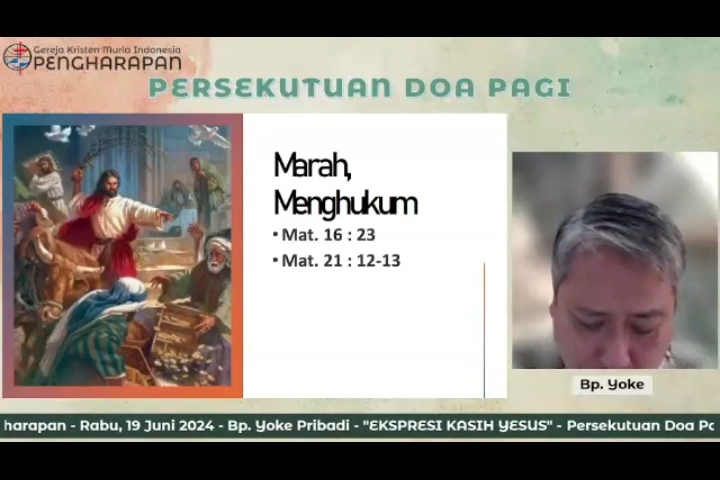 Gereja Kristen Muria Indonesia
PENGHARAPAN
PERSEKUTUAN DOA PAGI
Marah,
Menghukum
• Mat. 16 : 23
• Mat. 21 : 12-13
Bp. Yoke
harapan - Rabu, 19 Juni 2024 - Bp. Yoke Pribadi - "EKSPRESI KASIH YESUS" - Persekutuan Doa Pa